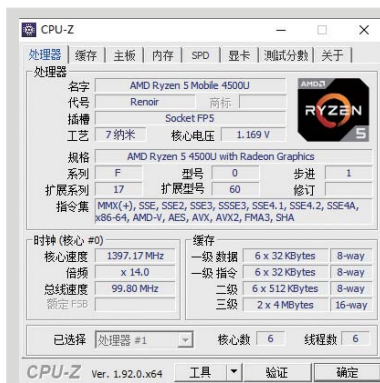 CPU-Z
处理器 缓存 主板 内存 SPD 显卡 测试分數 关于
处理器
名字 AMD Ryzen 5 Mobile 4500U
代号 Renoir 商标
插槽 Socket FP5
工艺 7 纳米 核心电压 1.169 V
AMD RYZEN 5
规格 AMD Ryzen 5 4500U with Radeon Graphics
系列 F 型号 0 步进 1
扩展系列 17 扩展型号 60 修订
指令集 MMX(+), SSE, SSE2, SSE3, SSSE3, SSE4.1, SSE4.2, SSE4A,
x86-64, AMD-V, AES, AVX, AVX2, FMA3, SHA
时钟 (核心 #0)
核心速度 1397.17 MHz
倍频 x 14.0
总线速度 99.80 MHz
额定 FSB
缓存
一级 数据 6 x 32 KBytes 8-way
一级 指令 6 x 32 KBytes 8-way
二级 6 x 512 KBytes 8-way
三级 2 x 4 MBytes 16-way
已选择 处理器 #1 核心数 6 线程数 6
CPU-Z Ver. 1.92.0.x64 工具 验证 确定